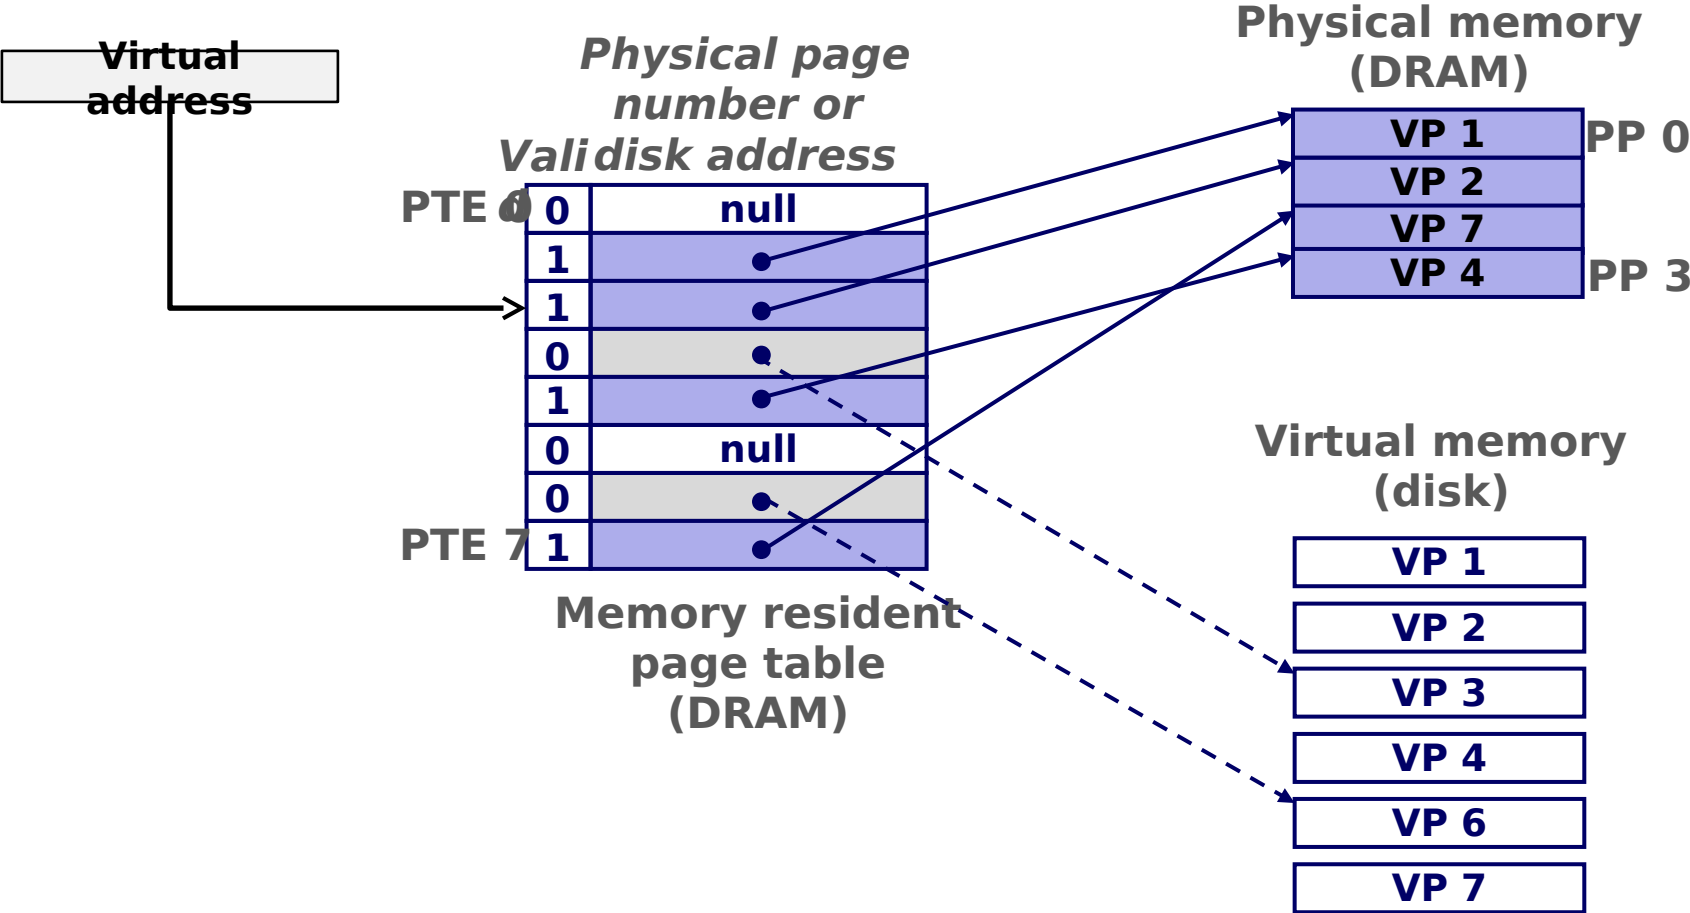 Virtual
address
Physical page
number or
disk address
Valid
PTE 0
0 null
1
1
0
1
0 null
0
PTE 7
1
Memory resident
page table
(DRAM)
Physical memory
(DRAM)
VP 1 PP 0
VP 2
VP 7
VP 4 PP 3
Virtual memory
(disk)
VP 1
VP 2
VP 3
VP 4
VP 6
VP 7